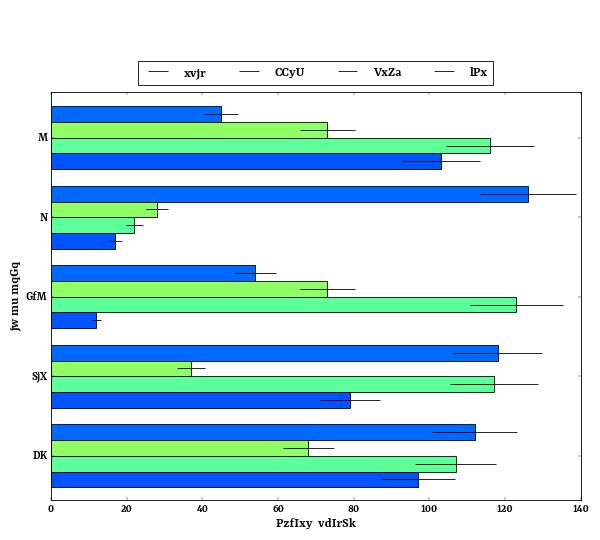 xvjr CCyU VxZa lPx
M
N
GfM
SjX
DK
Jw mu mqGq
0 20 40 60 80 100 120 140
PzfIxy vdIrSk